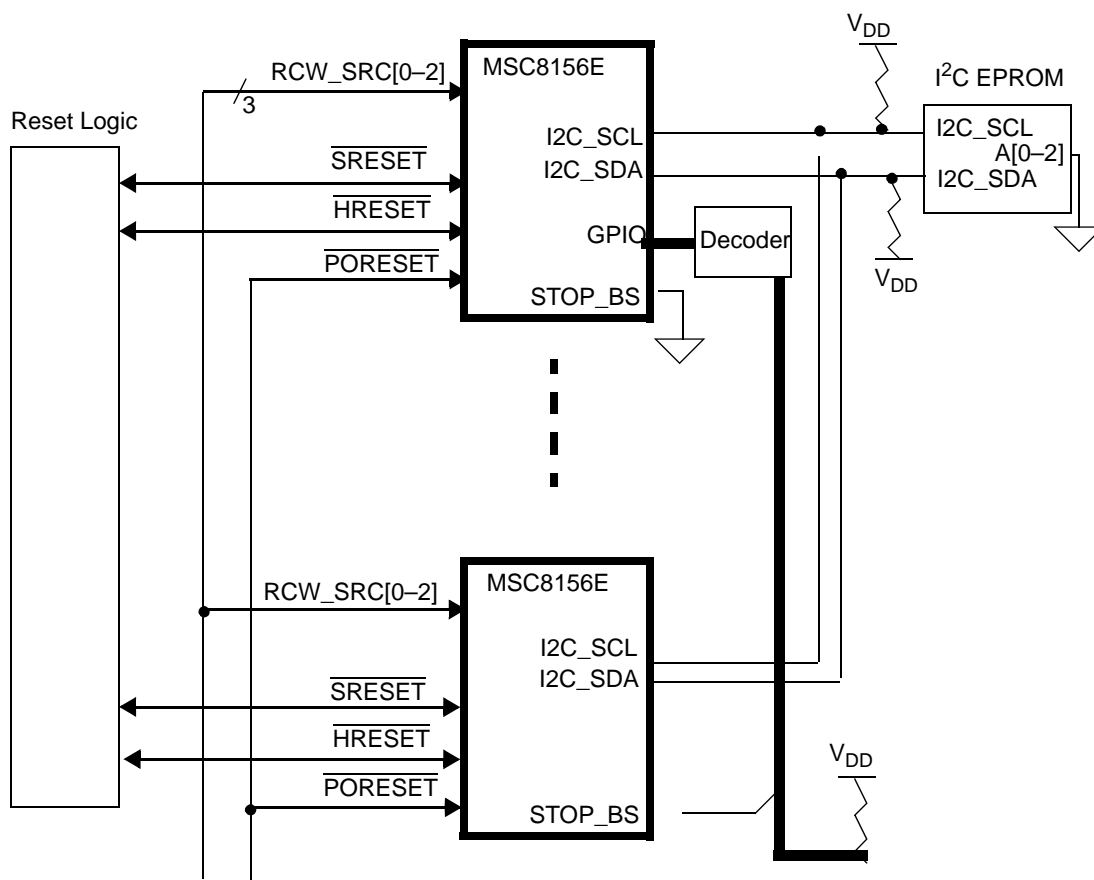 V_DD
MSC8156E
RCW_SRC[0–2]
3
I²C EPROM
Reset Logic
I2C_SCL
I2C_SCL
A[0–2]
SRESET
I2C_SDA
I2C_SDA
HRESET
GPIO
Decoder
PORESET
V_DD
STOP_BS
MSC8156E
RCW_SRC[0–2]
I2C_SCL
I2C_SDA
SRESET
HRESET
V_DD
PORESET
STOP_BS